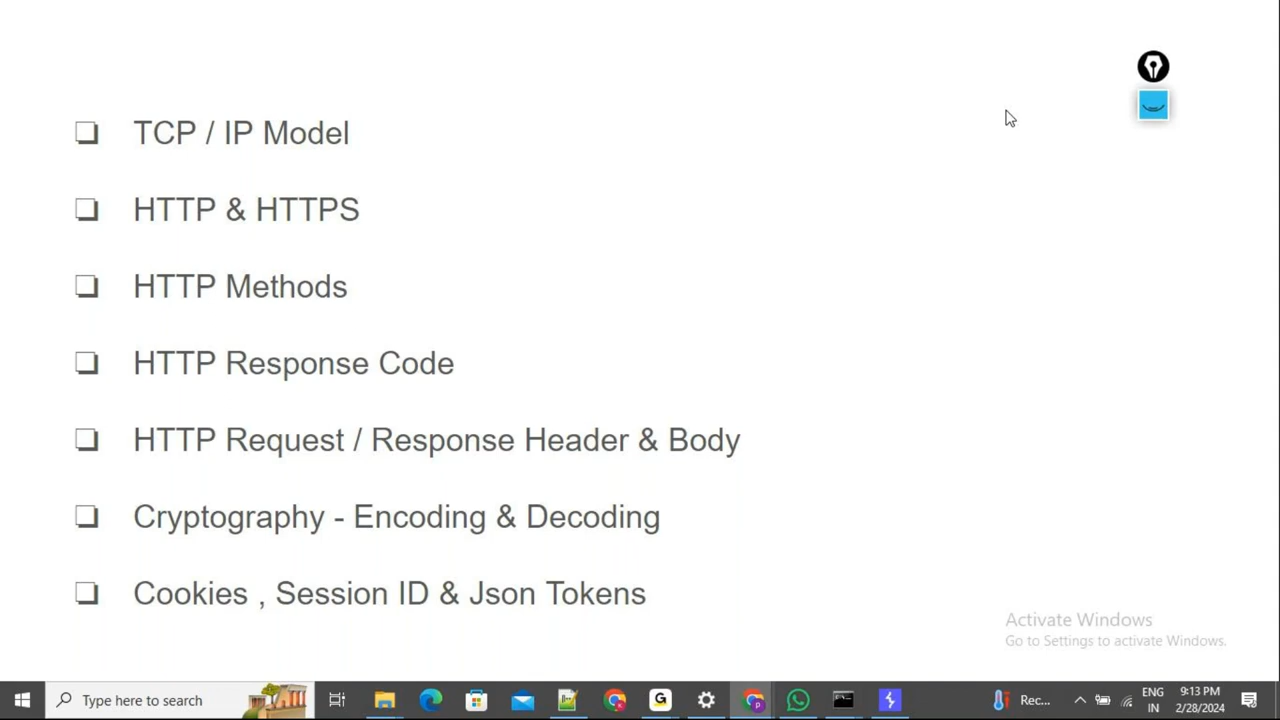 TCP / IP Model
HTTP & HTTPS
HTTP Methods
HTTP Response Code
HTTP Request / Response Header & Body
Cryptography - Encoding & Decoding
Cookies , Session ID & Json Tokens
Activate Windows
Go to Settings to activate Windows.
Type here to search
G
Rec...
ENG
IN
9:13 PM
2/28/2024